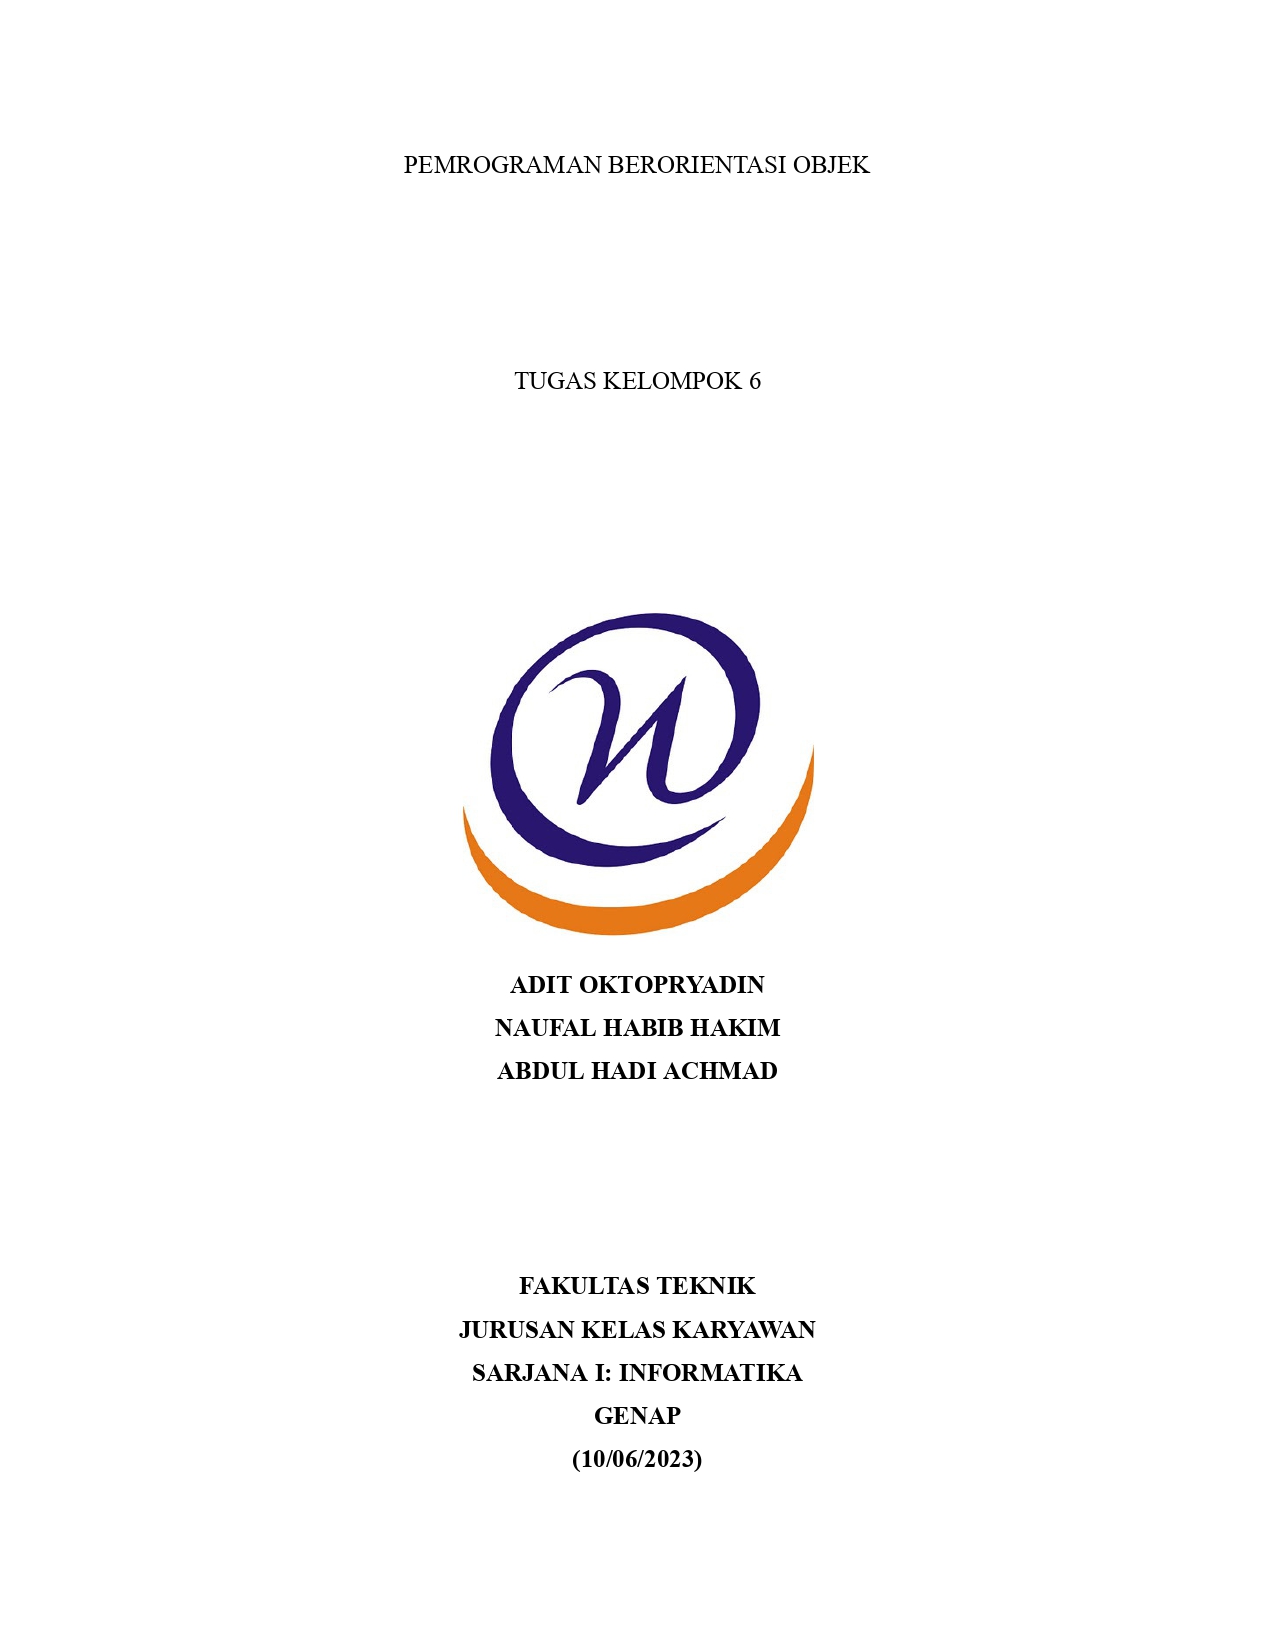 PEMROGRAMAN BERORIENTASI OBJEK
TUGAS KELOMPOK 6
ADIT OKTOPRYADIN
NAUFAL HABIB HAKIM
ABDUL HADI ACHMAD
FAKULTAS TEKNIK
JURUSAN KELAS KARYAWAN
SARJANA I: INFORMATIKA
GENAP
(10/06/2023)